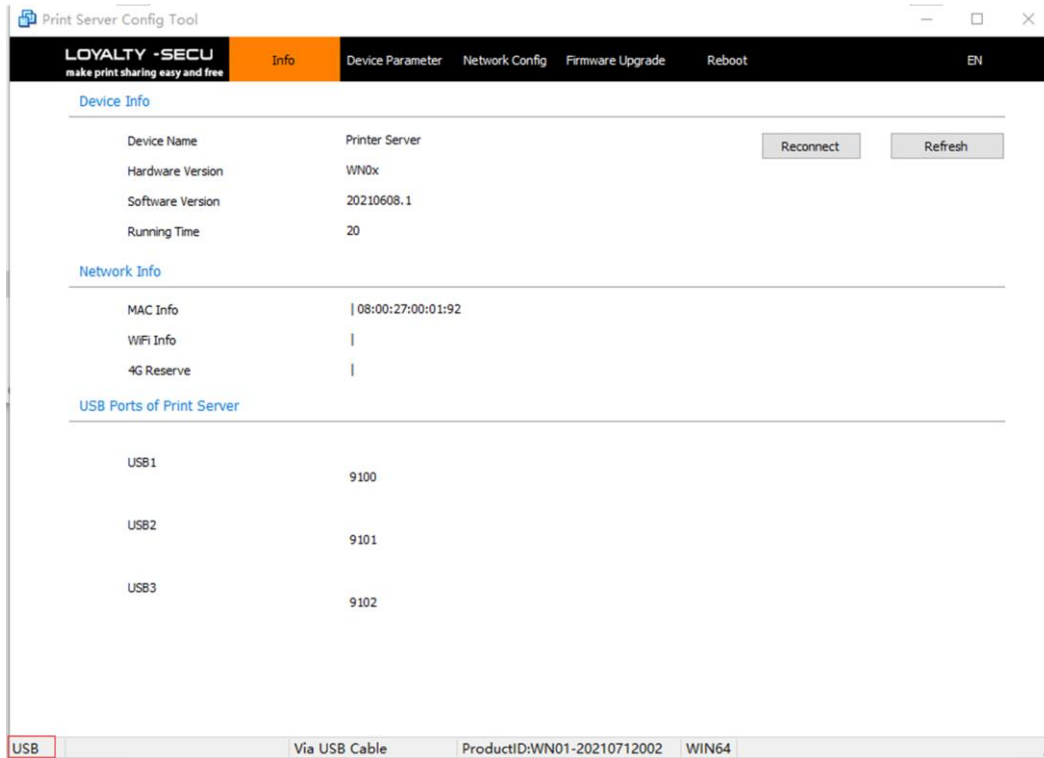 Print Server Config Tool
LOYALTY -SECU
make print sharing easy and free
Info Device Parameter Network Config Firmware Upgrade Reboot EN
Device Info
Device Name Printer Server Reconnect Refresh
Hardware Version WN0x
Software Version 20210608.1
Running Time 20
Network Info
MAC Info | 08:00:27:00:01:92
WiFi Info |
4G Reserve |
USB Ports of Print Server
USB1
9100
USB2
9101
USB3
9102
USB Via USB Cable ProductID:WN01-20210712002 WIN64